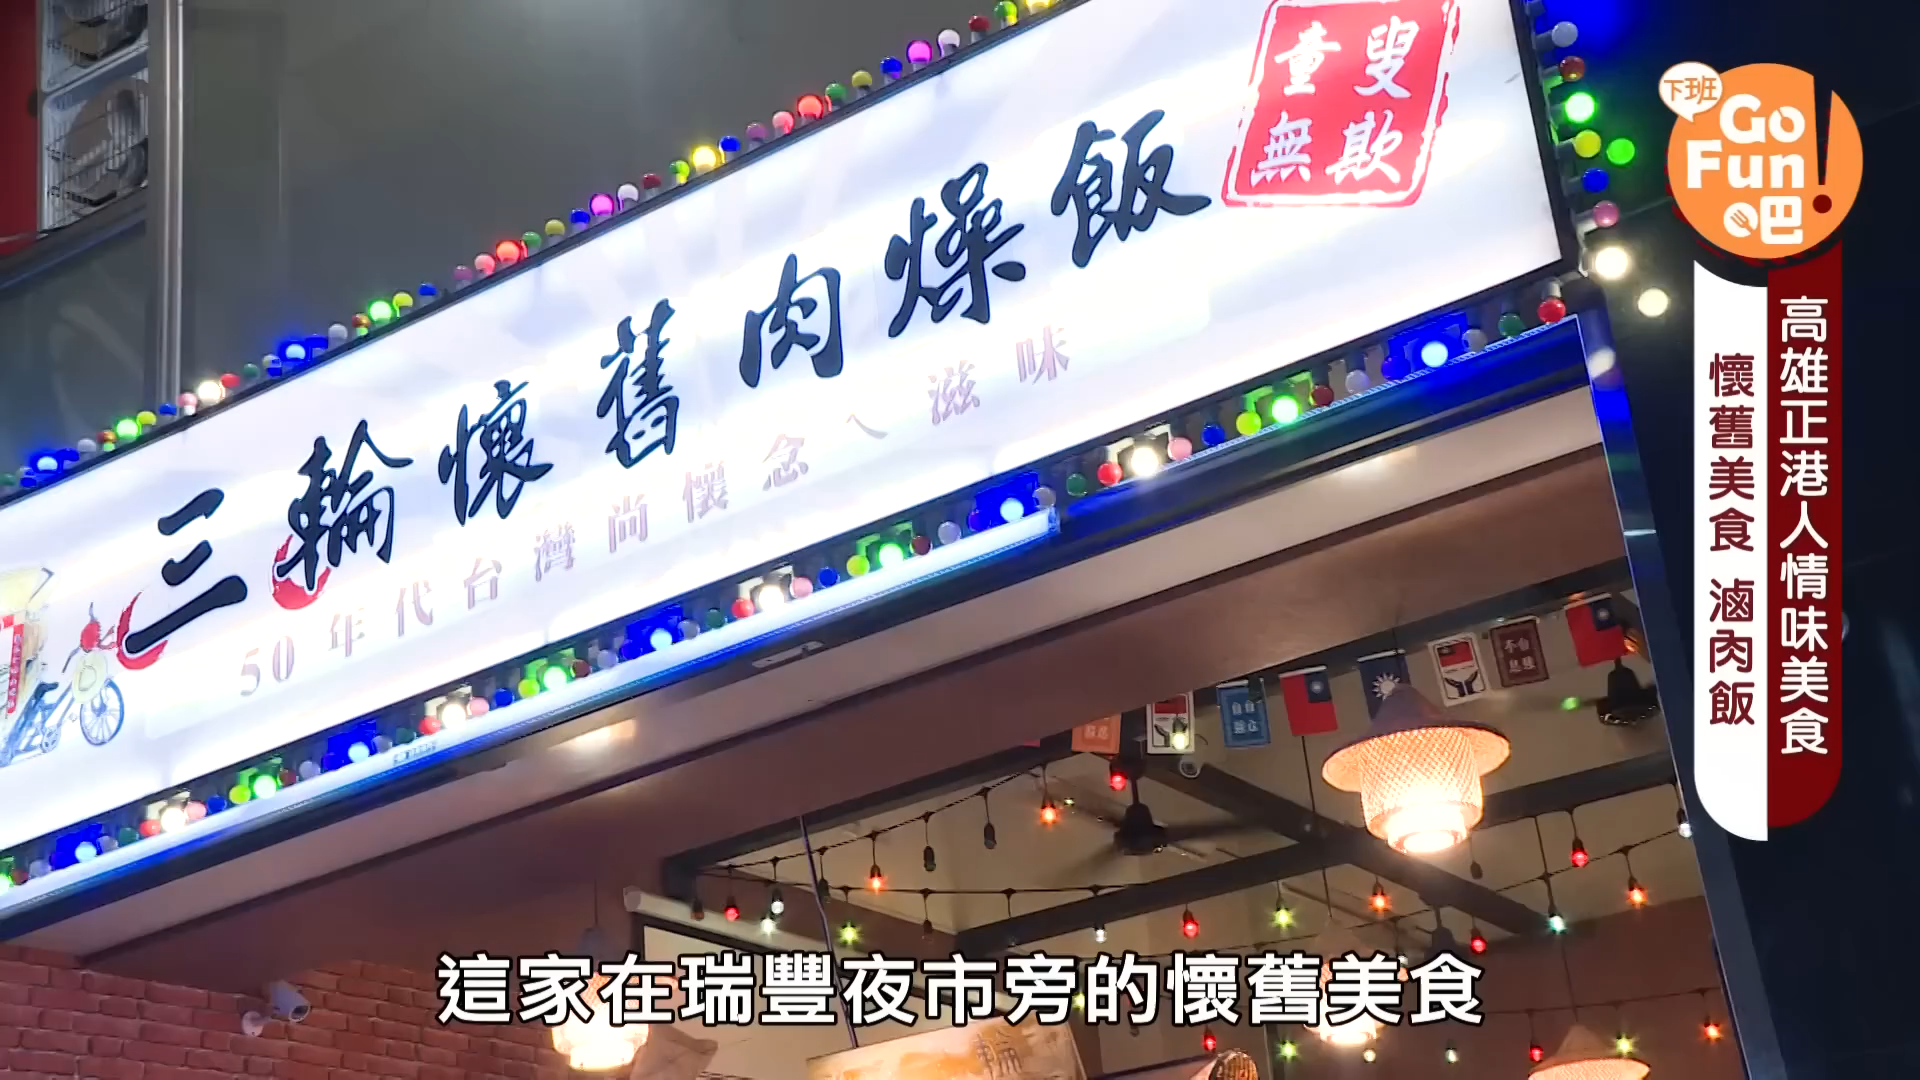 三輪懷舊肉燥飯
童叟
無欺
50年代台灣尚懷念ㄟ滋味
下班
Go
Fun
吧!
高雄正港人情味美食
懷舊美食 滷肉飯
這家在瑞豐夜市旁的懷舊美食